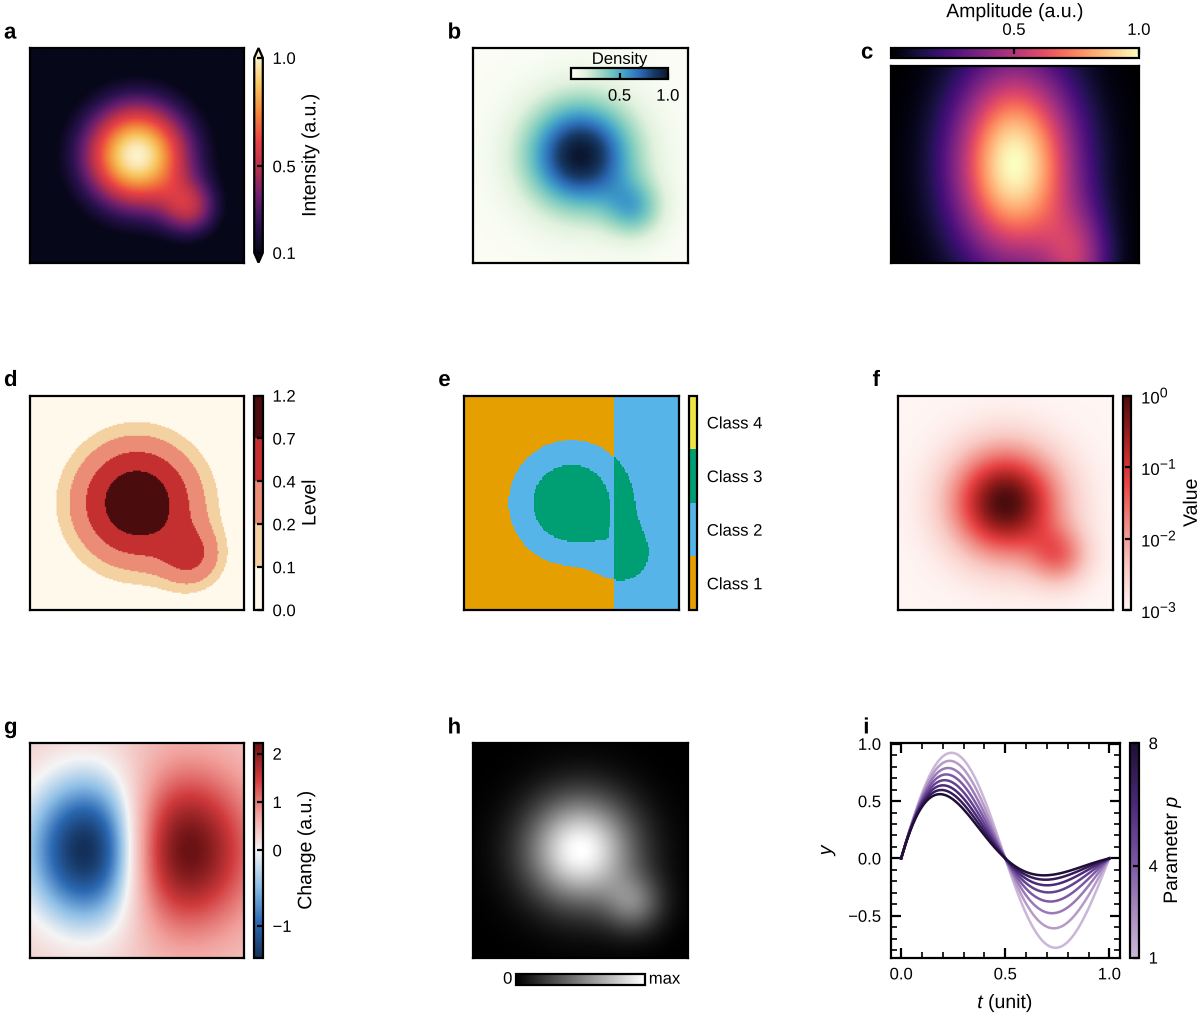 a
1.0
0.5
0.1
Intensity (a.u.)
b
Density
0.5 1.0
c
Amplitude (a.u.)
0.5 1.0
d
1.2
0.7
0.4
0.2
0.1
0.0
Level
e
Class 4
Class 3
Class 2
Class 1
f
10⁰
10⁻¹
10⁻²
10⁻³
Value
g
2
1
0
−1
Change (a.u.)
h
0 max
i
1.0
0.5
0.0
−0.5
y
0.0 0.5 1.0
t (unit)
8
4
1
Parameter p